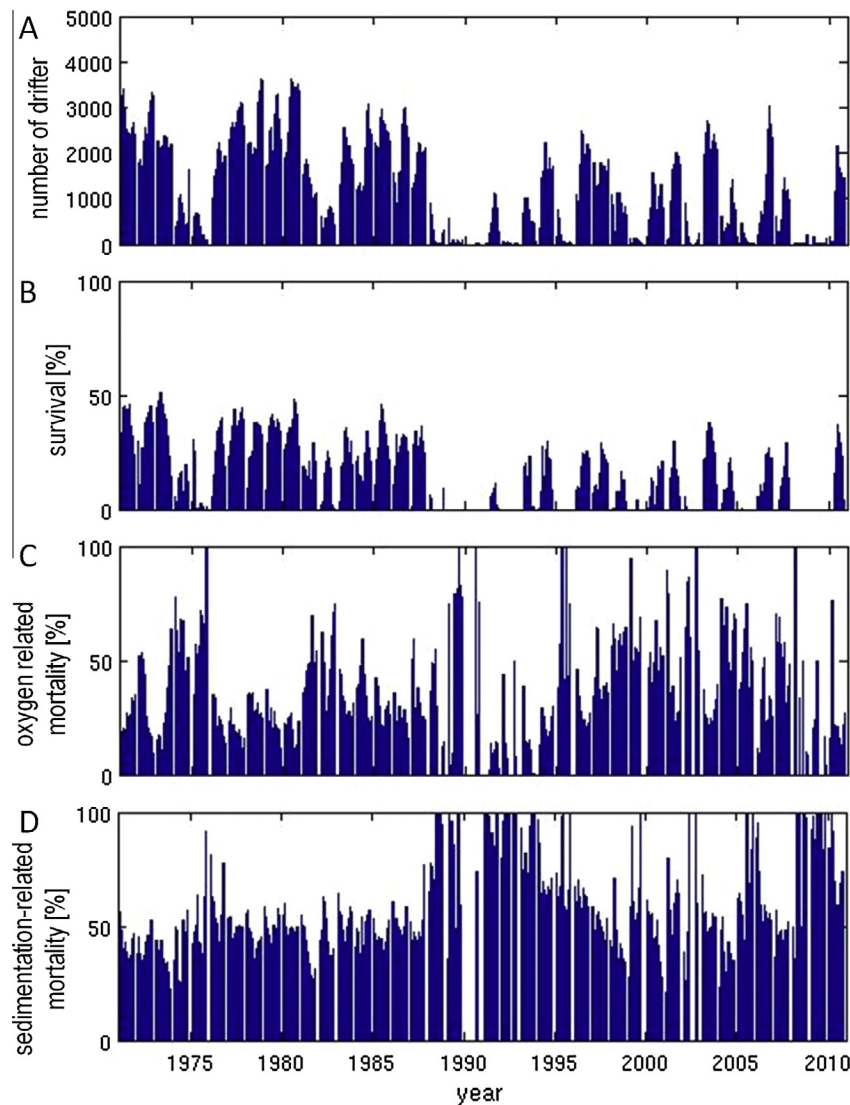 A
number of drifter
5000
4000
3000
2000
1000
0
B
survival [%]
100
50
0
C
oxygen related
mortality [%]
100
50
0
D
sedimentation-related
mortality [%]
100
50
0
1975 1980 1985 1990 1995 2000 2005 2010
year